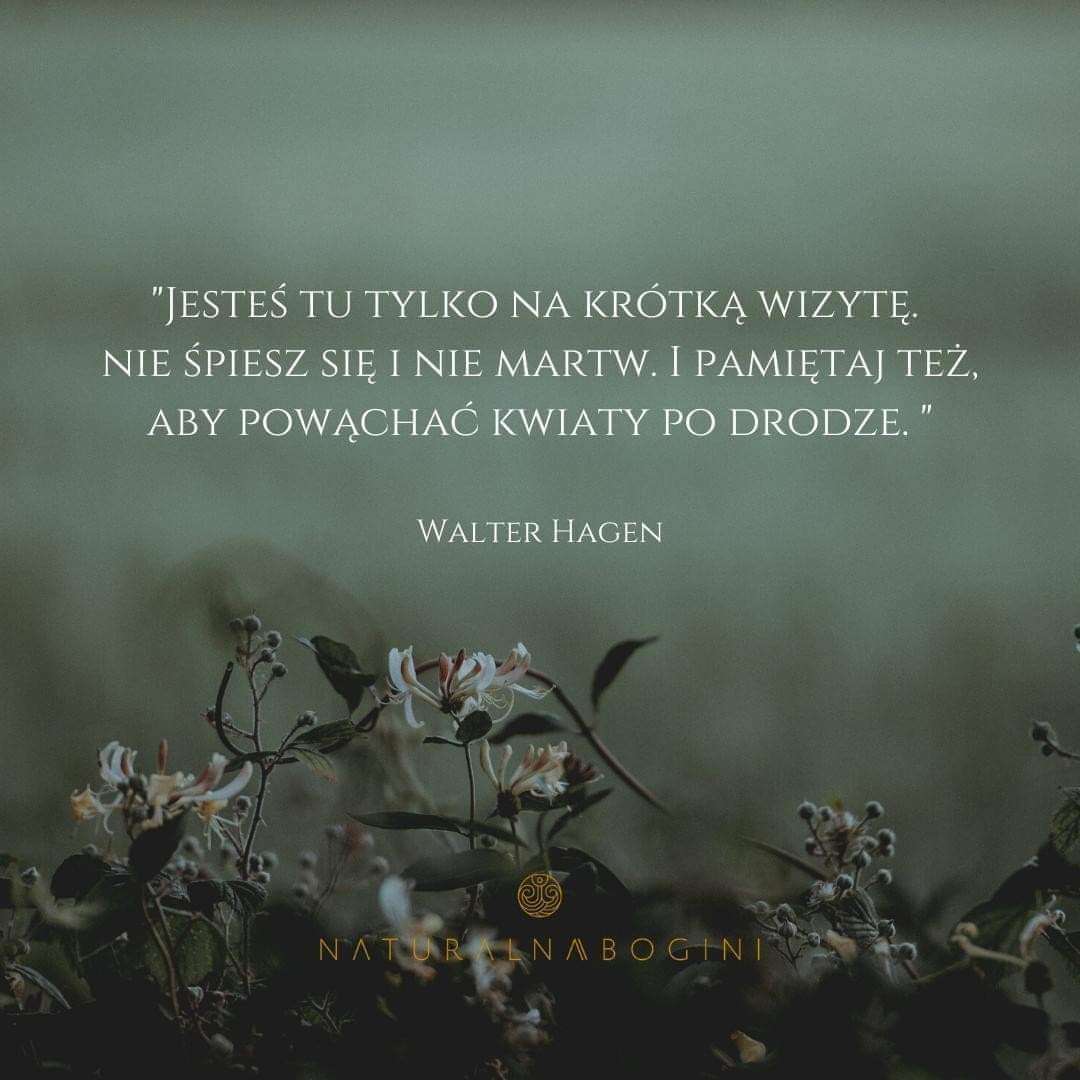 "Jesteś tu tylko na krótką wizytę.
nie śpiesz się i nie martw. I pamiętaj też,
aby powąchać kwiaty po drodze. "
Walter Hagen
NATURALNABOGINI